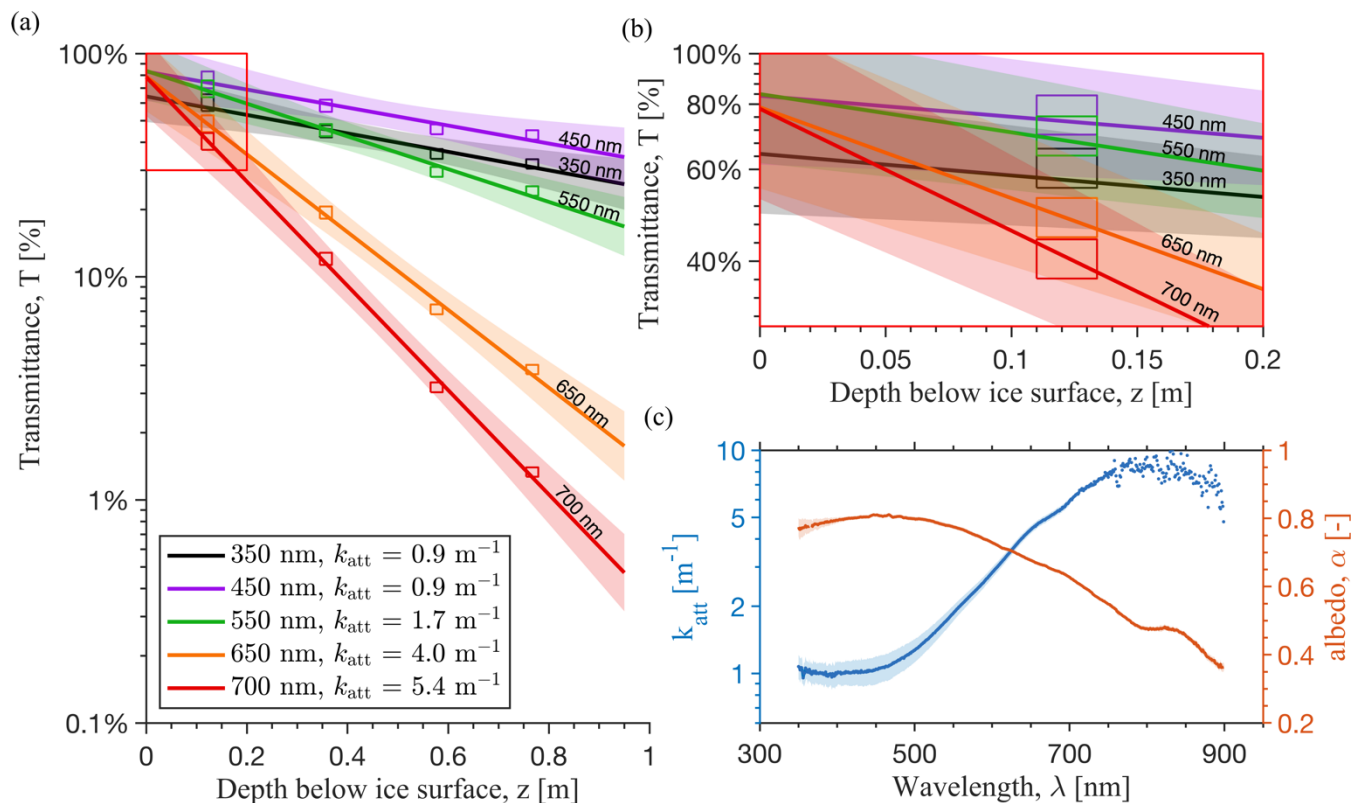 (a)
100%
10%
1%
0.1%
Transmittance, T [%]
450 nm
350 nm
550 nm
650 nm
700 nm
350 nm, k_att = 0.9 m⁻¹
450 nm, k_att = 0.9 m⁻¹
550 nm, k_att = 1.7 m⁻¹
650 nm, k_att = 4.0 m⁻¹
700 nm, k_att = 5.4 m⁻¹
0 0.2 0.4 0.6 0.8 1
Depth below ice surface, z [m]
(b)
100%
80%
60%
40%
Transmittance, T [%]
450 nm
550 nm
350 nm
650 nm
700 nm
0 0.05 0.1 0.15 0.2
Depth below ice surface, z [m]
(c)
10
5
2
1
k_att [m⁻¹]
1
0.8
0.6
0.4
0.2
albedo, α [-]
300 500 700 900
Wavelength, λ [nm]